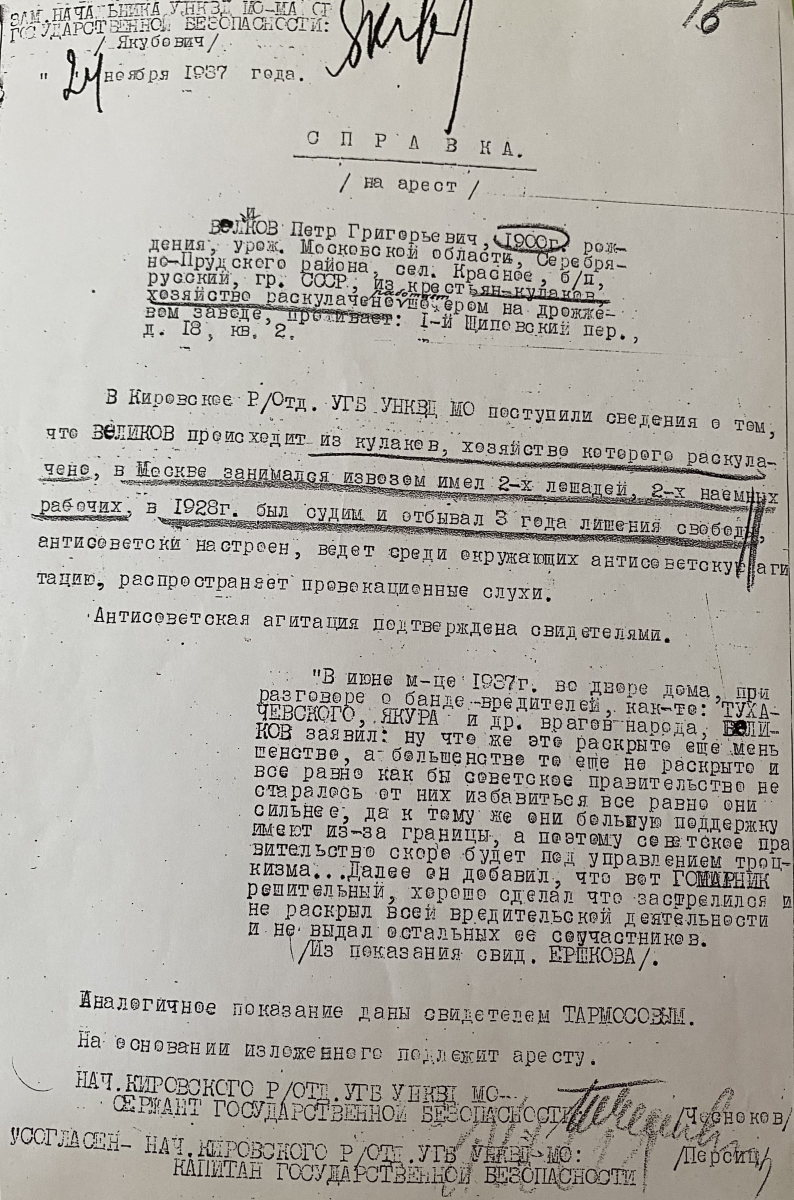 ЗАМ.НАЧАЛЬНИКА УНКВД МО-МАЙОР
ГОСУДАРСТВЕННОЙ БЕЗОПАСНОСТИ:
/Якубович/
15
"24 ноября 1937 года.
С П Р А В К А.
/ на арест /
ВЕЛИКОВ Петр Григорьевич, 1900г. рож-
дения, урож. Московской области, Серебря-
но-Прудского района, сел. Красное, б/п,
русский, гр. СССР, из крестьян-кулаков,
хозяйство раскулачено, работает шофером на дрожже-
вом заводе, проживает: 1-й Щиповский пер.,
д. 18, кв. 2.
В Кировское Р/Отд. УГБ УНКВД МО поступили сведения о том,
что ВЕЛИКОВ происходит из кулаков, хозяйство которого раскула-
чено, в Москве занимался извозом имел 2-х лошадей, 2-х наемных
рабочих, в 1928г. был судим и отбывал 3 года лишения свободы,
антисоветски настроен, ведет среди окружающих антисоветскую аги
тацию, распространяет провокационные слухи.
Антисоветская агитация подтверждена свидетелями.
"В июне м-це 1937г. во дворе дома, при
разговоре о банде-вредителей, как-то: ТУХА-
ЧЕВСКОГО, ЯКУРА и др. врагов народа, ВЕЛИ-
КОВ заявил: ну что же это раскрыто еще мень
шенство, а большенство то еще не раскрыто и
все равно как бы советское правительство не
старалось от них избавиться все равно они
сильнее, да к тому же они большую поддержку
имеют из-за границы, а поэтому советское пра
вительство скоро будет под управлением троц-
кизма...Далее он добавил, что вот ГОМАРНИК
решительный, хорошо сделал что застрелился и
не раскрыл всей вредительской деятельности
и не выдал остальных ее соучастников.
/Из показания свид. ЕРШКОВА/.
Аналогичное показание даны свидетелем ТАРМОСОВЫМ.
На основании изложенного подлежит аресту.
НАЧ.КИРОВСКОГО Р/ОТД.УГБ УНКВД МО-
СЕРЖАНТ ГОСУДАРСТВЕННОЙ БЕЗОПАСНОСТИ /Чесноков/
УСОГЛАСЕН- НАЧ.КИРОВСКОГО Р/ОТД.УГБ УНКВД-МО:
КАПИТАН ГОСУДАРСТВЕННОЙ БЕЗОПАСНОСТИ /Персиц/